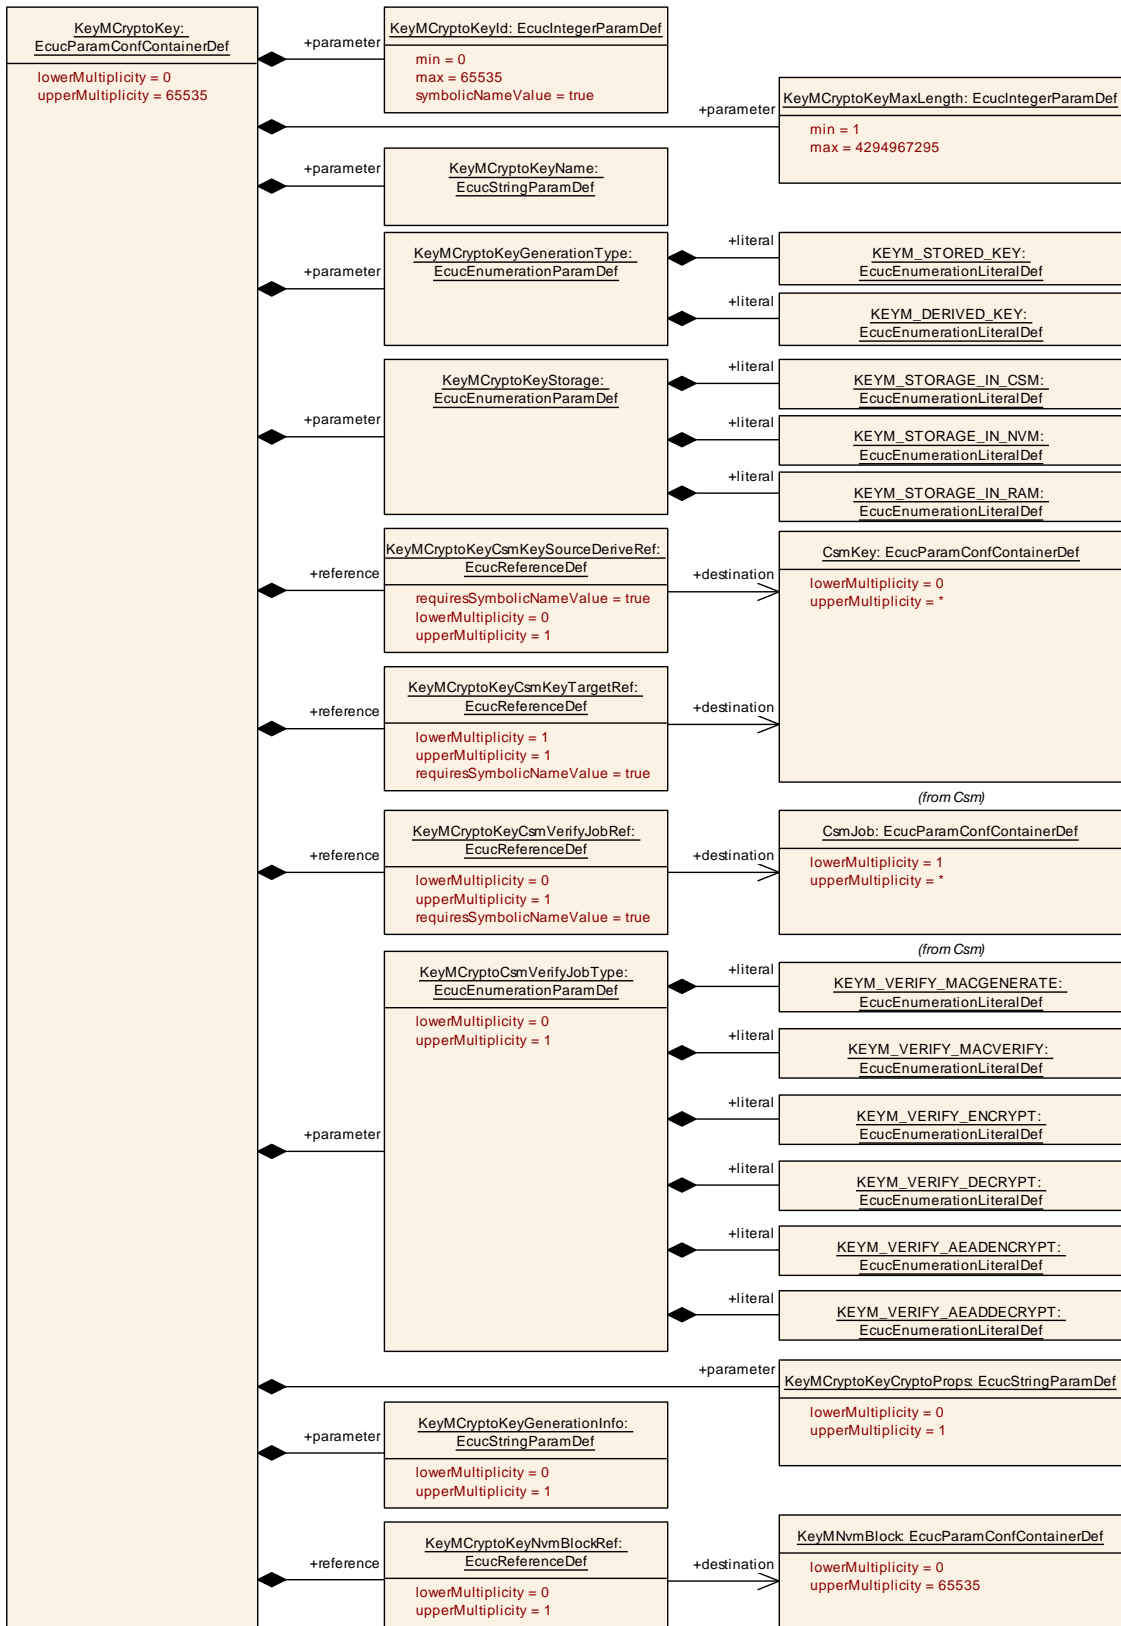 KeyMCryptoKey:
EcucParamConfContainerDef
lowerMultiplicity = 0
upperMultiplicity = 65535
+parameter
KeyMCryptoKeyId: EcucIntegerParamDef
min = 0
max = 65535
symbolicNameValue = true
+parameter
KeyMCryptoKeyMaxLength: EcucIntegerParamDef
min = 1
max = 4294967295
+parameter
KeyMCryptoKeyName:
EcucStringParamDef
+parameter
KeyMCryptoKeyGenerationType:
EcucEnumerationParamDef
+literal
KEYM_STORED_KEY:
EcucEnumerationLiteralDef
+literal
KEYM_DERIVED_KEY:
EcucEnumerationLiteralDef
+parameter
KeyMCryptoKeyStorage:
EcucEnumerationParamDef
+literal
KEYM_STORAGE_IN_CSM:
EcucEnumerationLiteralDef
+literal
KEYM_STORAGE_IN_NVM:
EcucEnumerationLiteralDef
+literal
KEYM_STORAGE_IN_RAM:
EcucEnumerationLiteralDef
+reference
KeyMCryptoKeyCsmKeySourceDeriveRef:
EcucReferenceDef
requiresSymbolicNameValue = true
lowerMultiplicity = 0
upperMultiplicity = 1
+destination
CsmKey: EcucParamConfContainerDef
lowerMultiplicity = 0
upperMultiplicity = *
+reference
KeyMCryptoKeyCsmKeyTargetRef:
EcucReferenceDef
lowerMultiplicity = 1
upperMultiplicity = 1
requiresSymbolicNameValue = true
+destination
(from Csm)
+reference
KeyMCryptoKeyCsmVerifyJobRef:
EcucReferenceDef
lowerMultiplicity = 0
upperMultiplicity = 1
requiresSymbolicNameValue = true
+destination
CsmJob: EcucParamConfContainerDef
lowerMultiplicity = 1
upperMultiplicity = *
(from Csm)
+parameter
KeyMCryptoCsmVerifyJobType:
EcucEnumerationParamDef
lowerMultiplicity = 0
upperMultiplicity = 1
+literal
KEYM_VERIFY_MACGENERATE:
EcucEnumerationLiteralDef
+literal
KEYM_VERIFY_MACVERIFY:
EcucEnumerationLiteralDef
+literal
KEYM_VERIFY_ENCRYPT:
EcucEnumerationLiteralDef
+literal
KEYM_VERIFY_DECRYPT:
EcucEnumerationLiteralDef
+literal
KEYM_VERIFY_AEADENCRYPT:
EcucEnumerationLiteralDef
+literal
KEYM_VERIFY_AEADDECRYPT:
EcucEnumerationLiteralDef
+parameter
KeyMCryptoKeyCryptoProps: EcucStringParamDef
lowerMultiplicity = 0
upperMultiplicity = 1
+parameter
KeyMCryptoKeyGenerationInfo:
EcucStringParamDef
lowerMultiplicity = 0
upperMultiplicity = 1
+reference
KeyMCryptoKeyNvmBlockRef:
EcucReferenceDef
lowerMultiplicity = 0
upperMultiplicity = 1
+destination
KeyMNvmBlock: EcucParamConfContainerDef
lowerMultiplicity = 0
upperMultiplicity = 65535